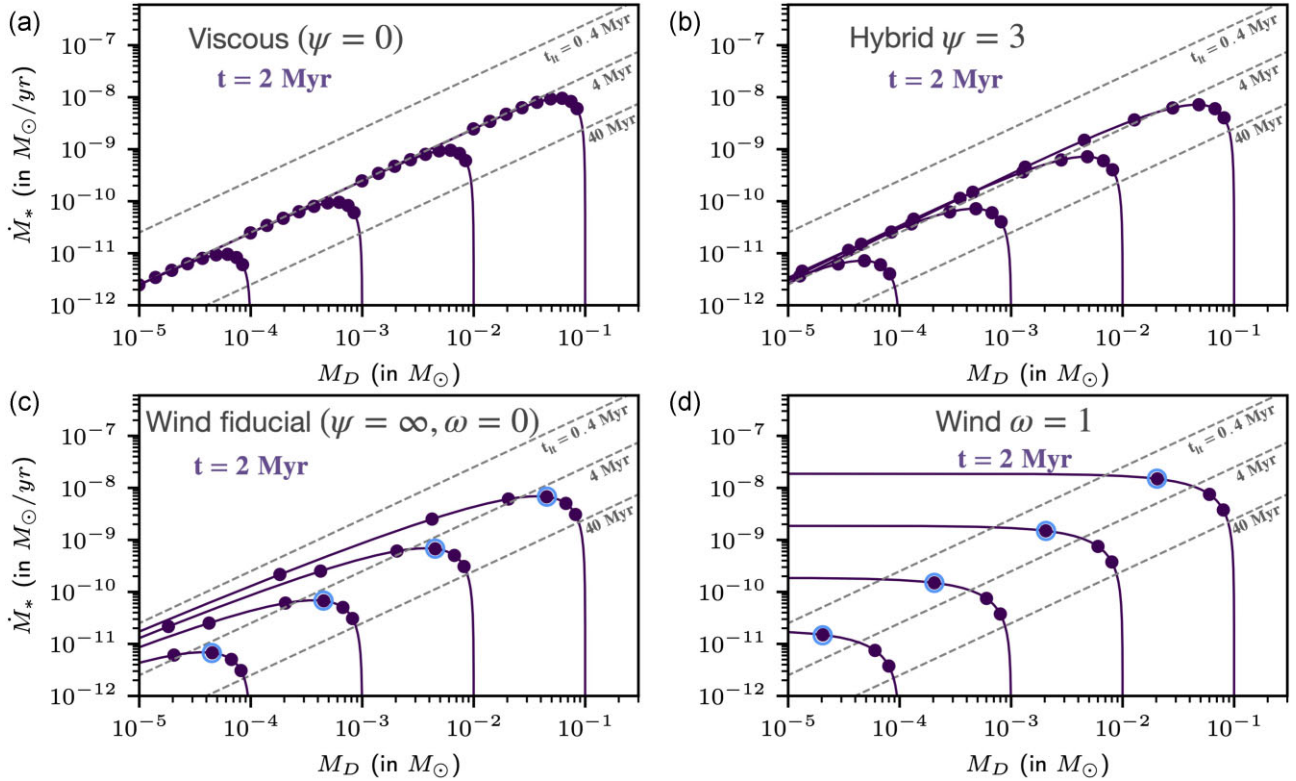 (a)
Viscous (ψ = 0)
t = 2 Myr
t_lt = 0.4 Myr
4 Myr
40 Myr
10^-7
10^-8
10^-9
10^-10
10^-11
10^-12
Ṁ_* (in M_⊙/yr)
10^-5 10^-4 10^-3 10^-2 10^-1
M_D (in M_⊙)
(b)
Hybrid ψ = 3
t = 2 Myr
t_lt = 0.4 Myr
4 Myr
40 Myr
10^-7
10^-8
10^-9
10^-10
10^-11
10^-12
10^-5 10^-4 10^-3 10^-2 10^-1
M_D (in M_⊙)
(c)
Wind fiducial (ψ = ∞, ω = 0)
t = 2 Myr
t_lt = 0.4 Myr
4 Myr
40 Myr
10^-7
10^-8
10^-9
10^-10
10^-11
10^-12
Ṁ_* (in M_⊙/yr)
10^-5 10^-4 10^-3 10^-2 10^-1
M_D (in M_⊙)
(d)
Wind ω = 1
t = 2 Myr
t_lt = 0.4 Myr
4 Myr
40 Myr
10^-7
10^-8
10^-9
10^-10
10^-11
10^-12
10^-5 10^-4 10^-3 10^-2 10^-1
M_D (in M_⊙)